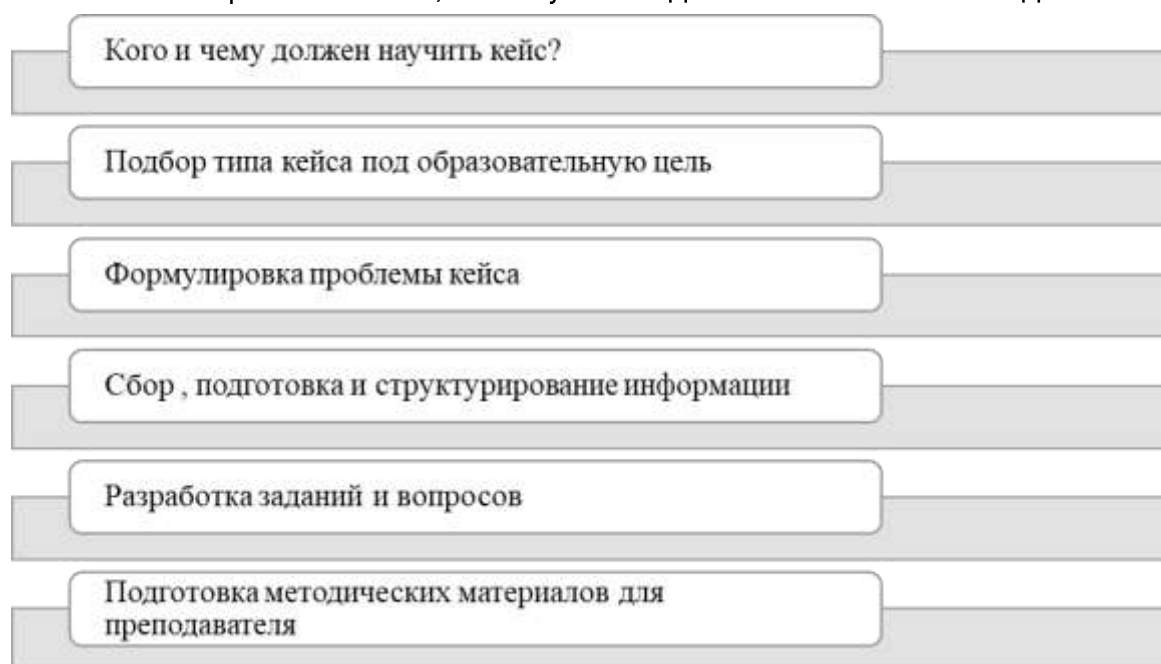 Кого и чему должен научить кейс?
Подбор типа кейса под образовательную цель
Формулировка проблемы кейса
Сбор , подготовка и структурирование информации
Разработка заданий и вопросов
Подготовка методических материалов для
преподавателя